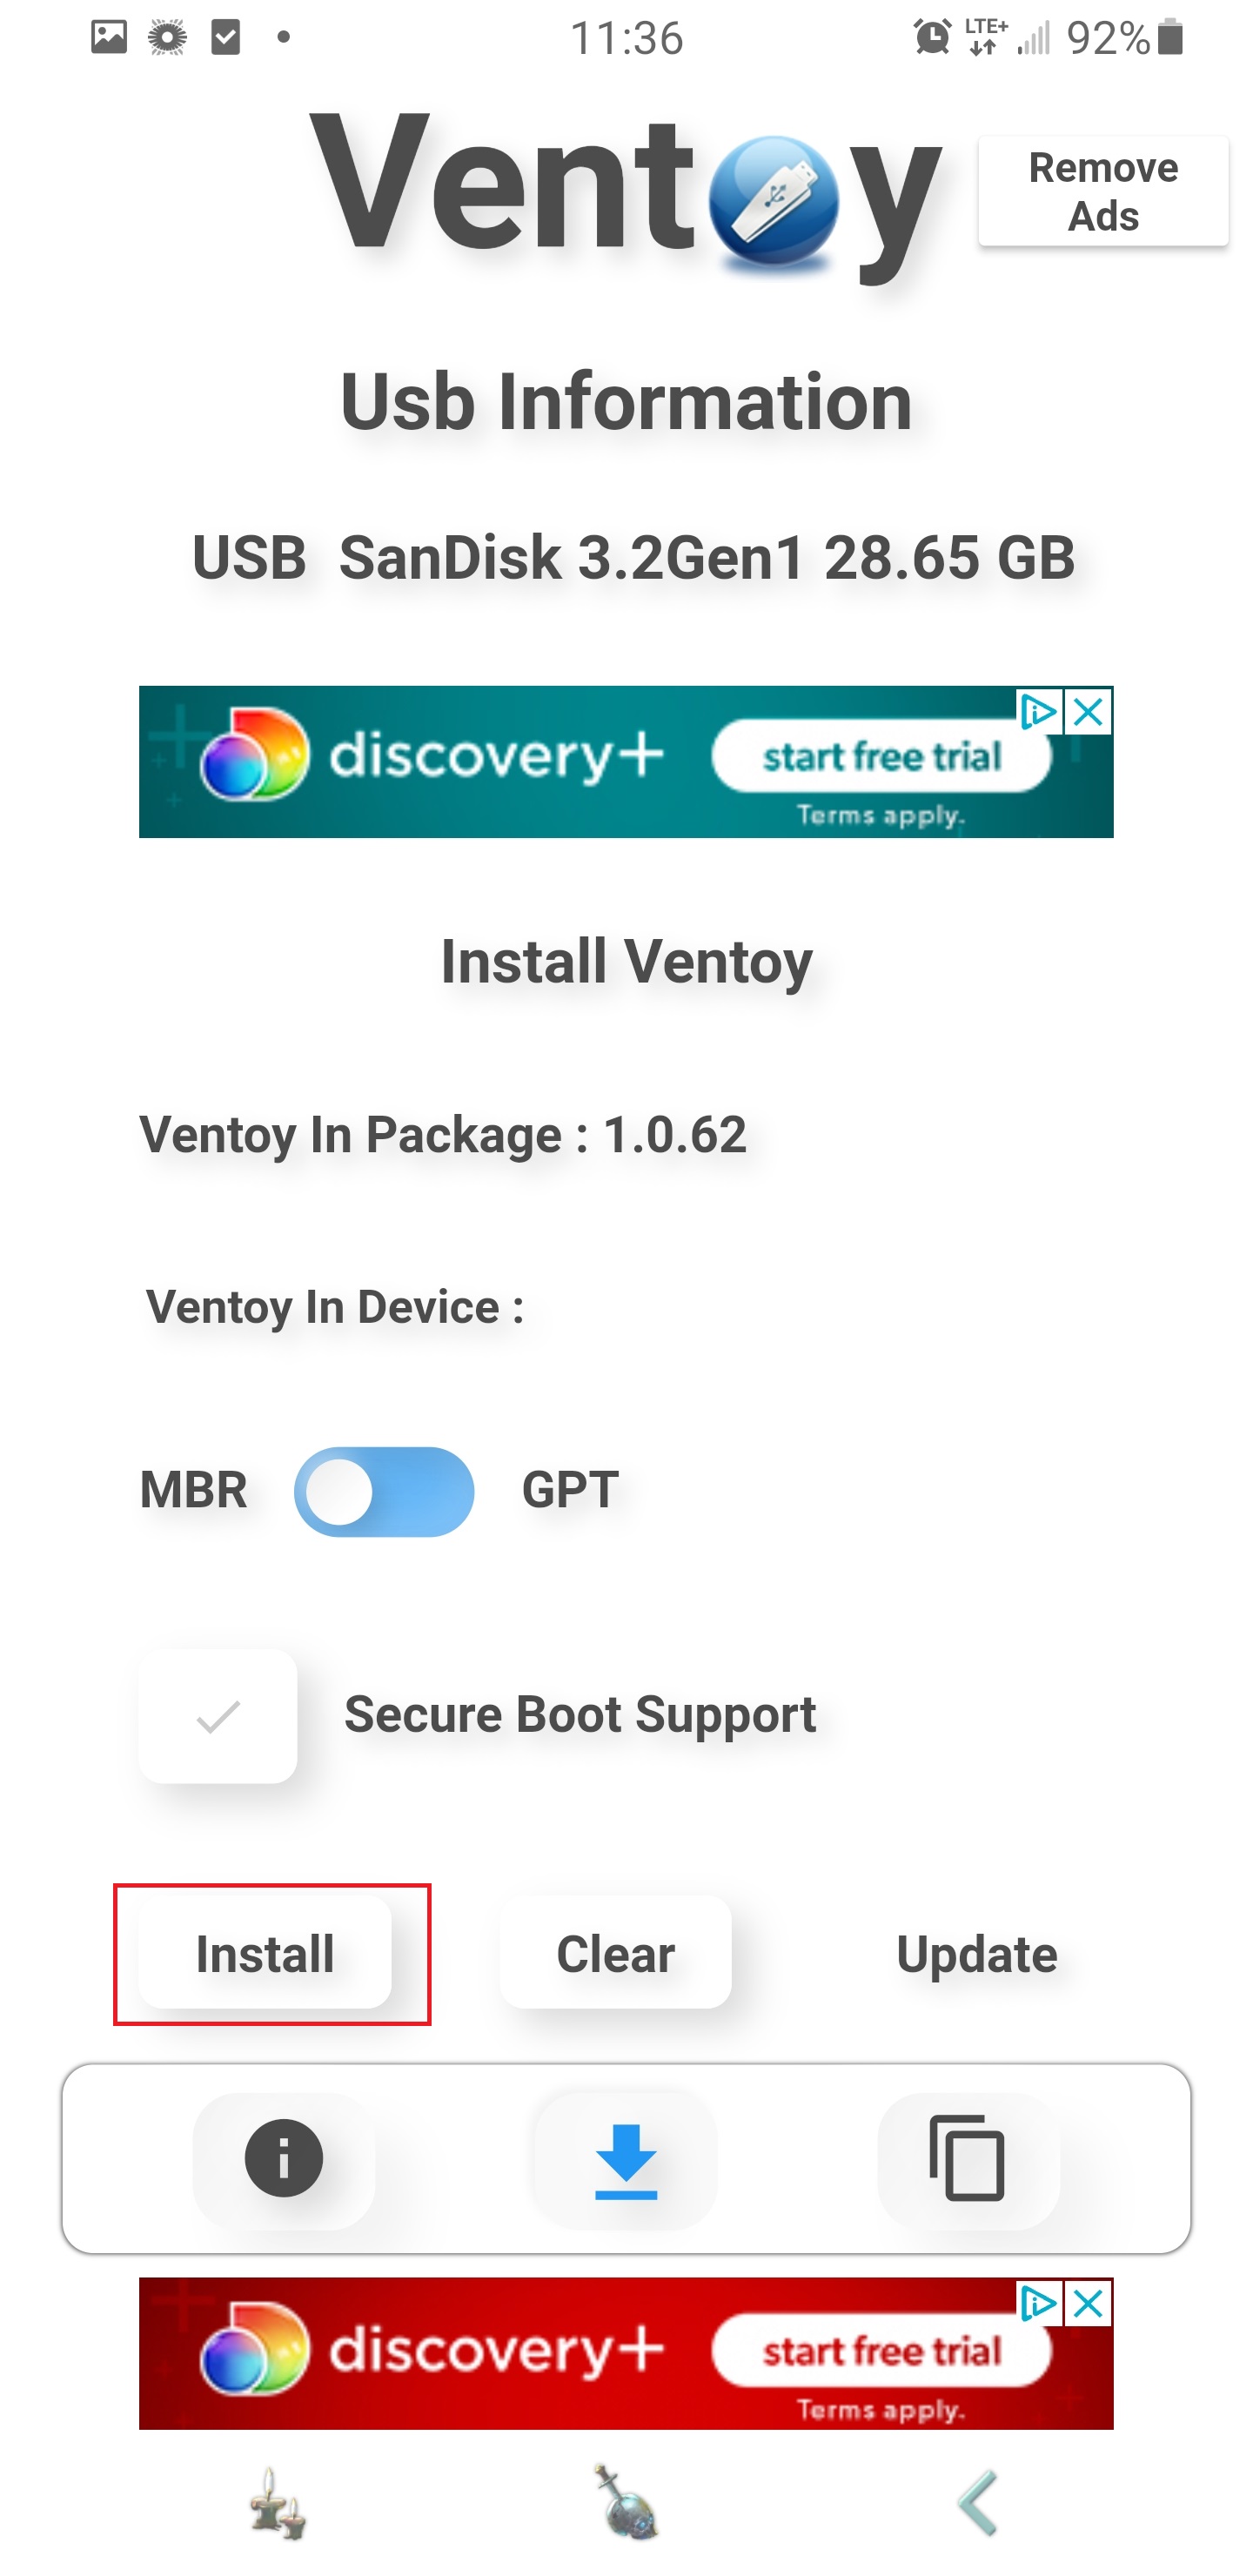 11:36
LTE+
92%
Ventoy
Remove
Ads
Usb Information
USB  SanDisk 3.2Gen1 28.65 GB
discovery+
start free trial
Terms apply.
Install Ventoy
Ventoy In Package : 1.0.62
Ventoy In Device :
MBR
GPT
Secure Boot Support
Install
Clear
Update
discovery+
start free trial
Terms apply.